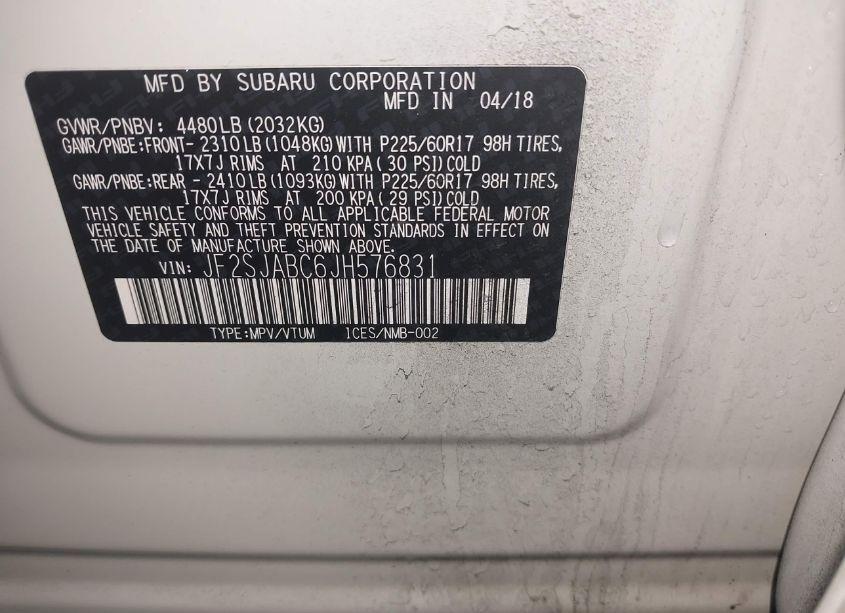 MFD BY SUBARU CORPORATION
MFD IN 04/18
GVWR/PNBV: 4480LB (2032KG)
GAWR/PNBE:FRONT- 2310LB (1048KG) WITH P225/60R17 98H TIRES,
17X7J RIMS AT 210 KPA( 30 PSI) COLD
GAWR/PNBE:REAR - 2410LB (1093KG) WITH P225/60R17 98H TIRES,
17X7J RIMS AT 200 KPA( 29 PSI) COLD
THIS VEHICLE CONFORMS TO ALL APPLICABLE FEDERAL MOTOR
VEHICLE SAFETY AND THEFT PREVENTION STANDARDS IN EFFECT ON
THE DATE OF MANUFACTURE SHOWN ABOVE.
VIN: JF2SJABC6JH576831
TYPE:MPV/VTUM ICES/NMB-002